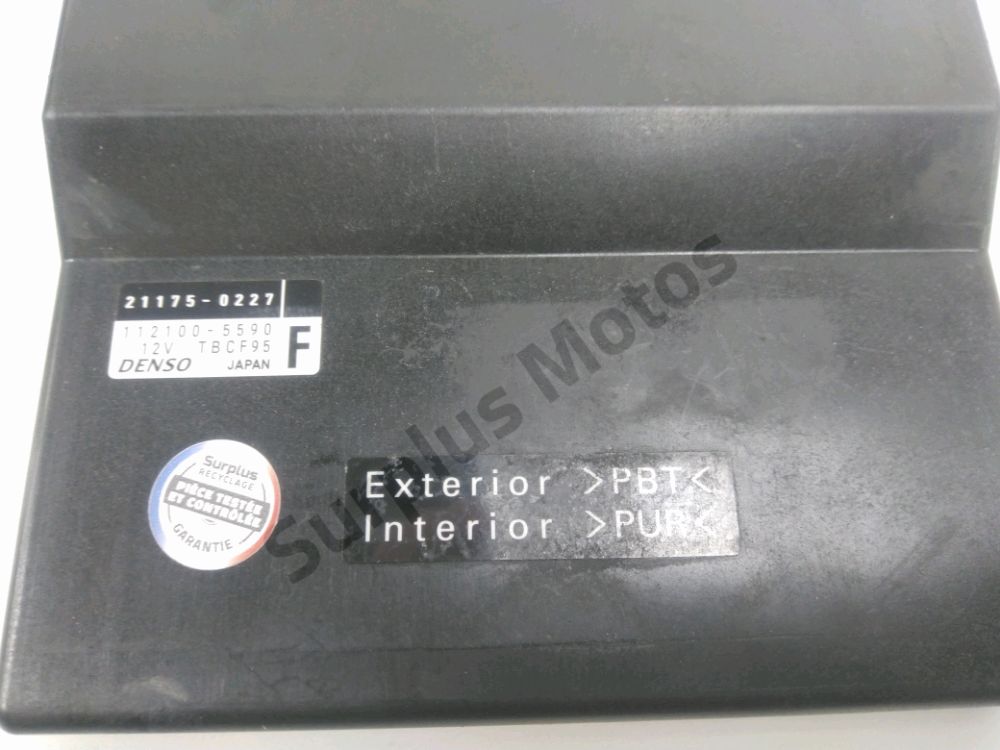 21175-0227
112100-5590
12V TBCF95
F
DENSO JAPAN
Surplus
RECYCLAGE
PIÈCE TESTÉE
ET CONTRÔLÉE
GARANTIE
Exterior >PBT<
Interior >PUR<
Surplus Motos